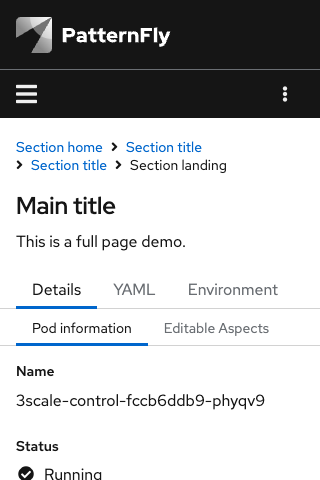 PatternFly
Section home > Section title
> Section title > Section landing
Main title
This is a full page demo.
Details YAML Environment
Pod information Editable Aspects
Name
3scale-control-fccb6ddb9-phyqv9
Status
Running